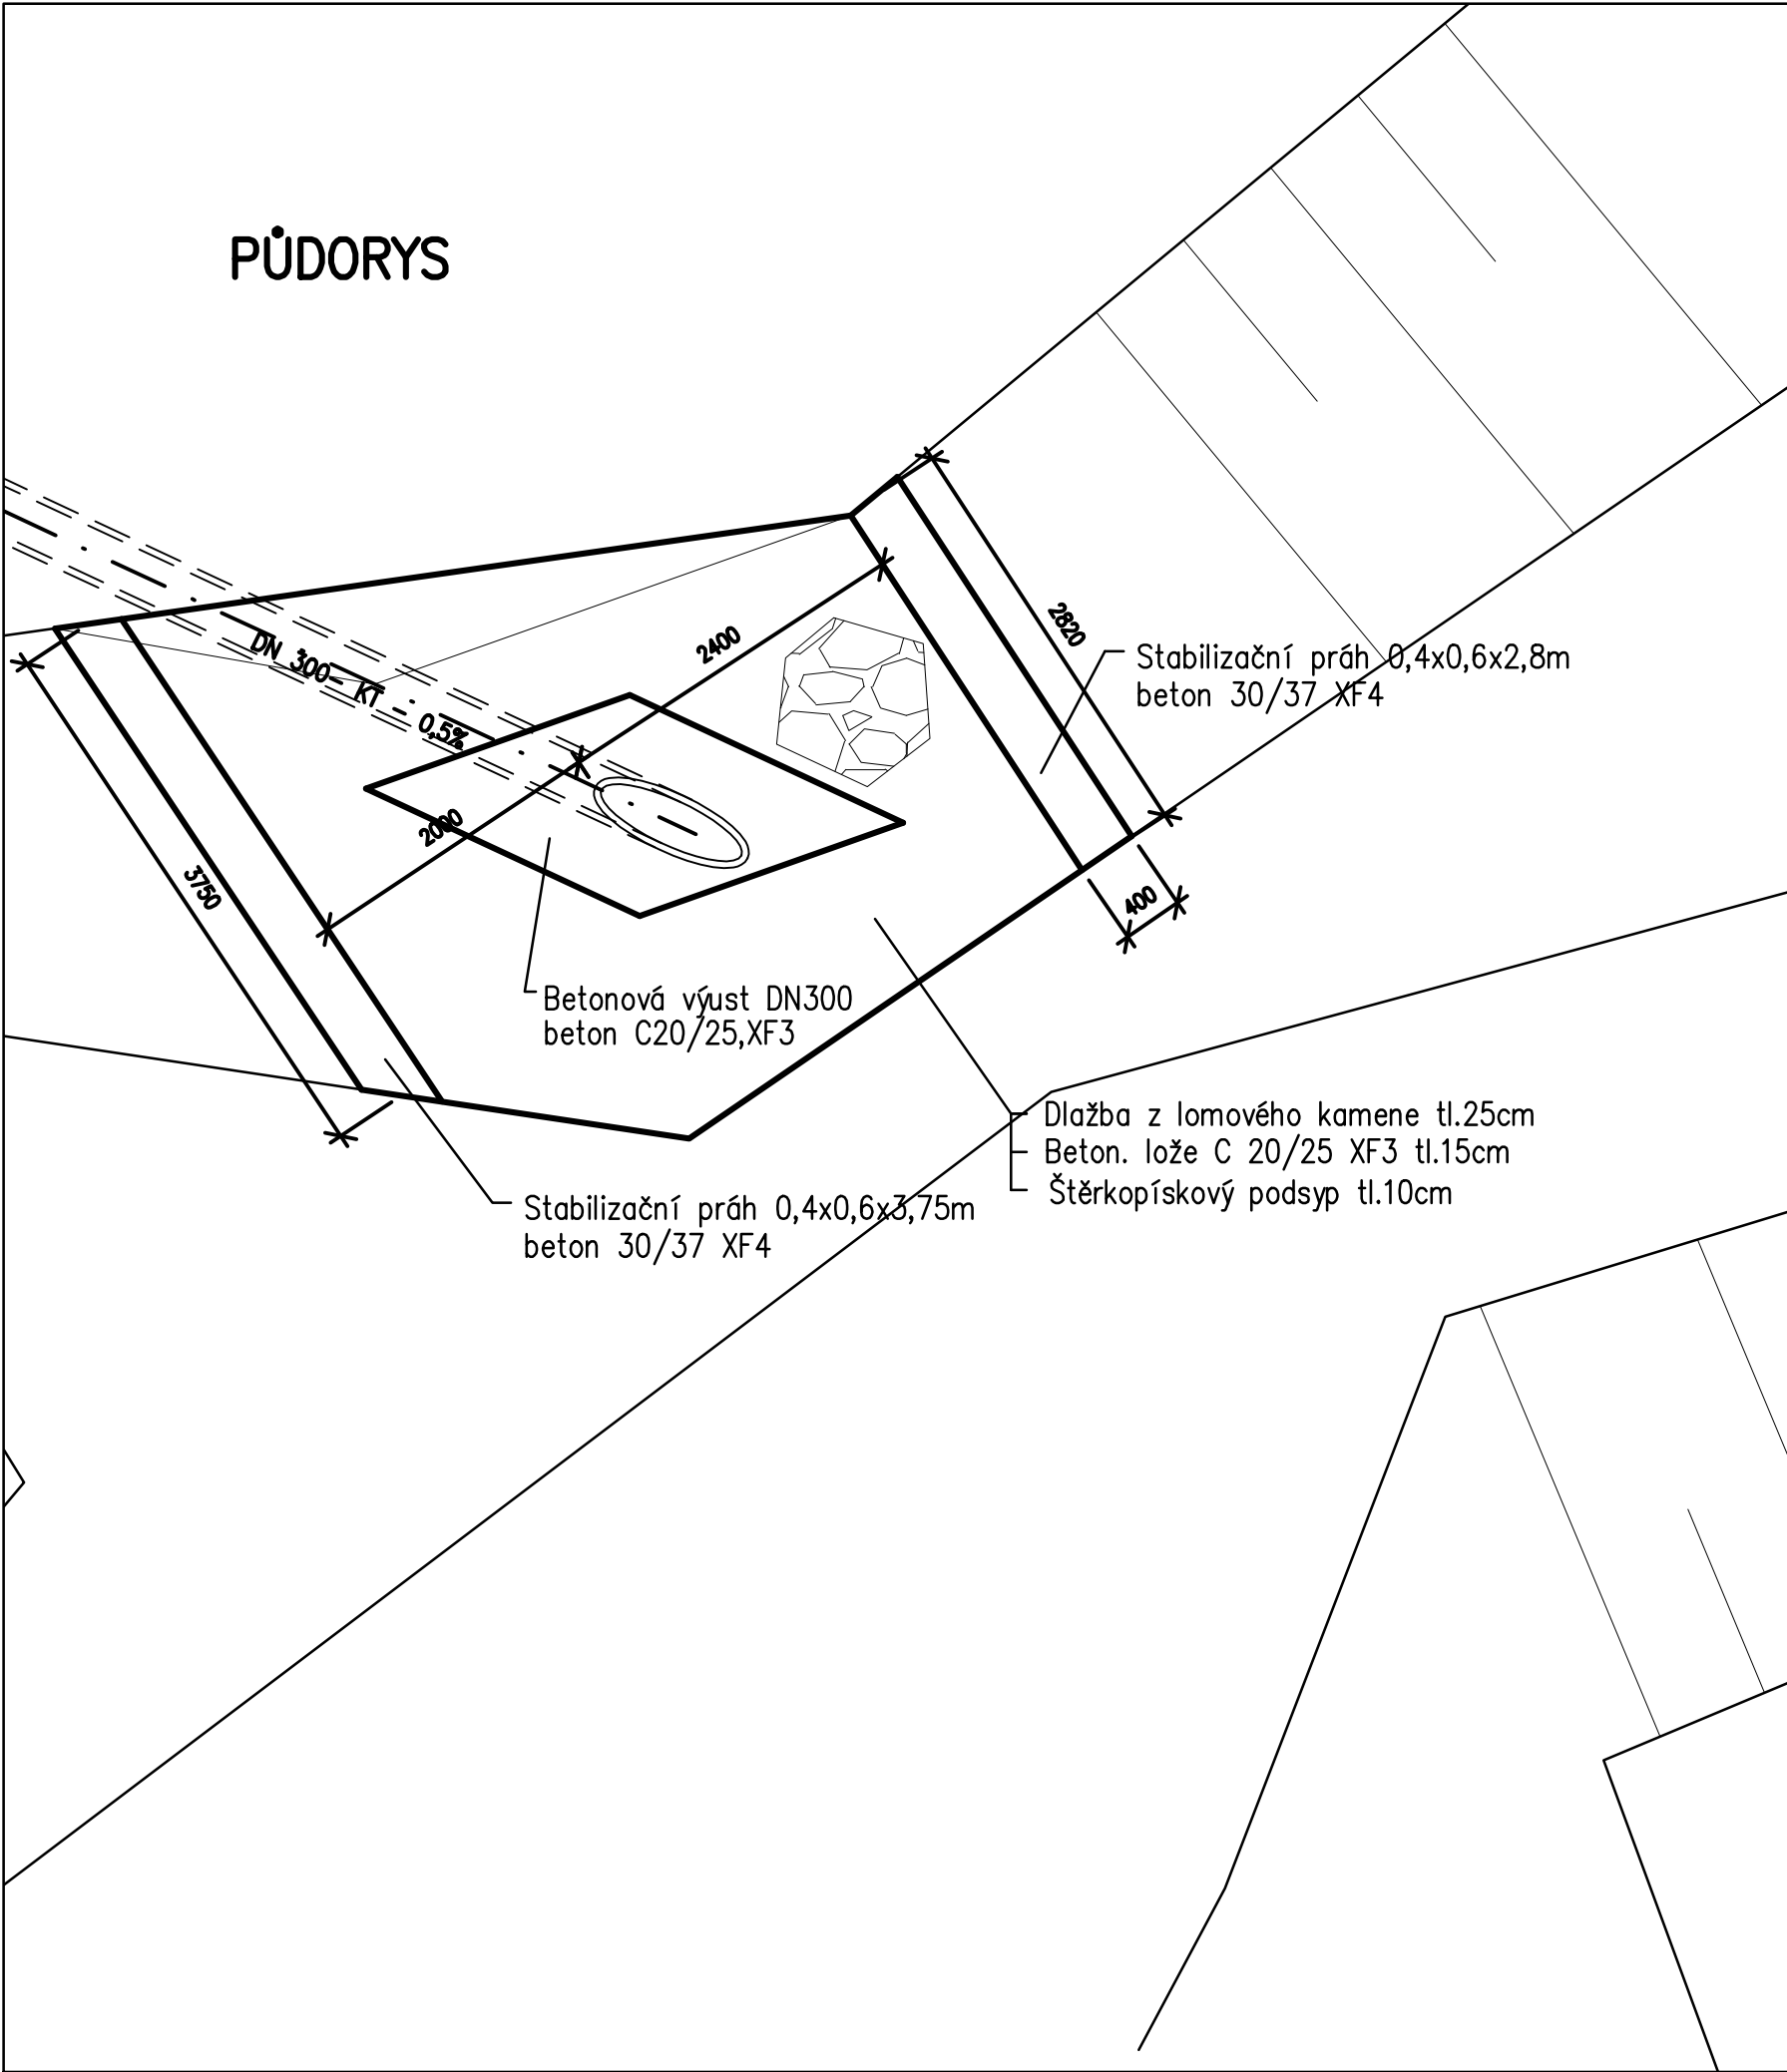 PŮDORYS
DN 300- KT - 0,5%
2400
2820
Stabilizační práh 0,4x0,6x2,8m
beton 30/37 XF4
2000
3750
400
Betonová výust DN300
beton C20/25,XF3
Dlažba z lomového kamene tl.25cm
Beton. lože C 20/25 XF3 tl.15cm
Štěrkopískový podsyp tl.10cm
Stabilizační práh 0,4x0,6x3,75m
beton 30/37 XF4